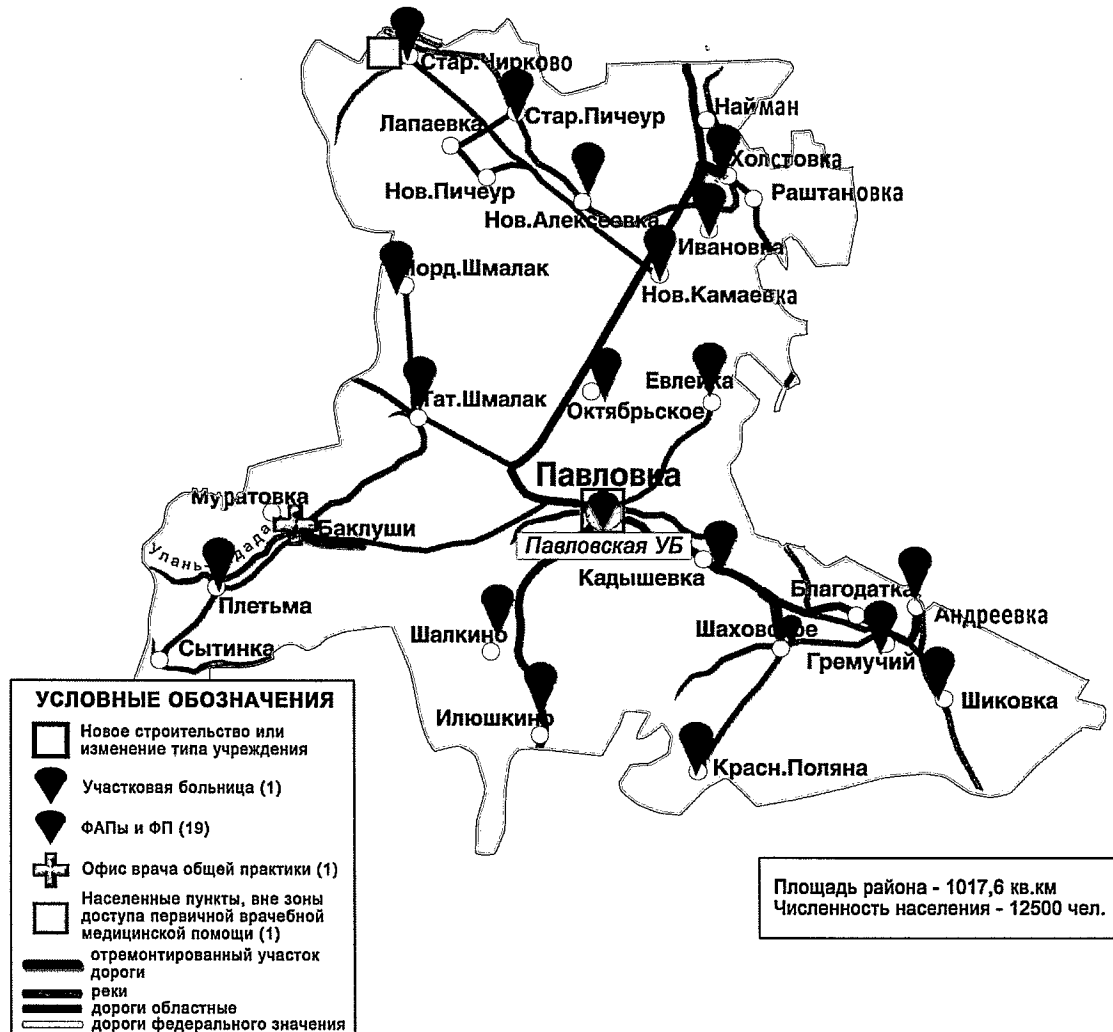 Стар.Чирково
Стар.Пичеур
Найман
Лапаевка
Холстовка
Нов.Пичеур
Раштановка
Нов.Алексеевка
Ивановка
Морд.Шмалак
Нов.Камаевка
Евлейка
Тат.Шмалак
Октябрьское
Павловка
Муратовка
Баклуши
Улань-Кадада
Павловская УБ
Кадышевка
Благодатка
Плетьма
Андреевка
Шалкино
Шаховское
Сытинка
Гремучий
Шиковка
Илюшкино
Красн.Поляна
УСЛОВНЫЕ ОБОЗНАЧЕНИЯ
Новое строительство или
изменение типа учреждения
Участковая больница (1)
ФАПы и ФП (19)
Офис врача общей практики (1)
Населенные пункты, вне зоны
доступа первичной врачебной
медицинской помощи (1)
отремонтированный участок
дороги
реки
дороги областные
дороги федерального значения
Площадь района - 1017,6 кв.км
Численность населения - 12500 чел.